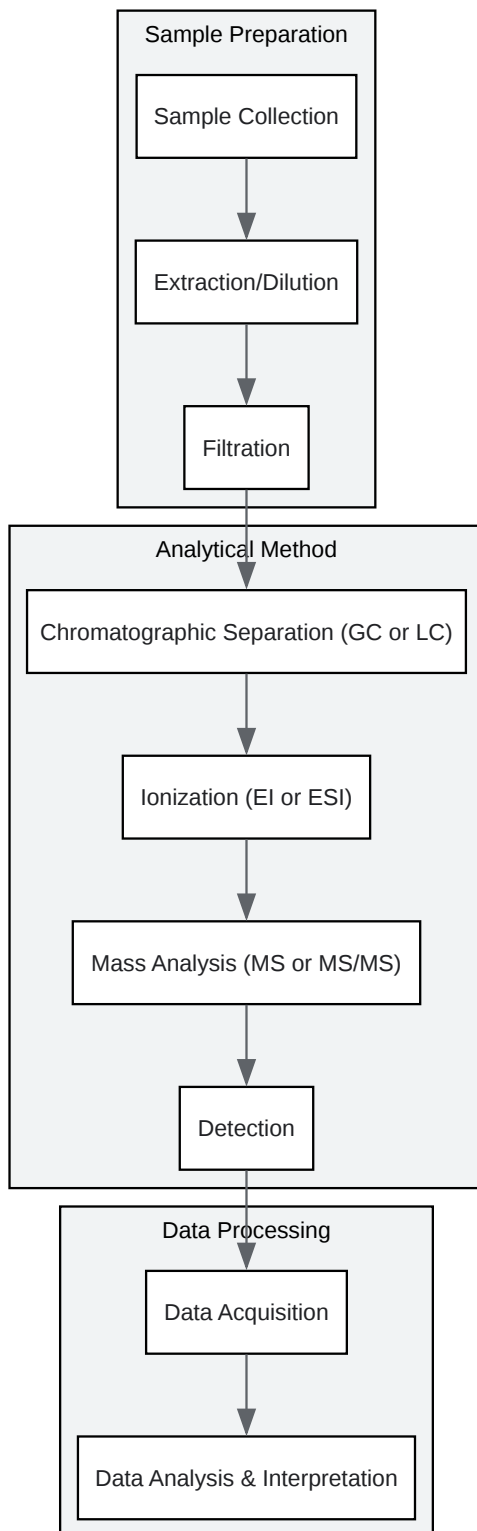 Sample Preparation
Sample Collection
Extraction/Dilution
Filtration
Analytical Method
Chromatographic Separation (GC or LC)
Ionization (EI or ESI)
Mass Analysis (MS or MS/MS)
Detection
Data Processing
Data Acquisition
Data Analysis & Interpretation